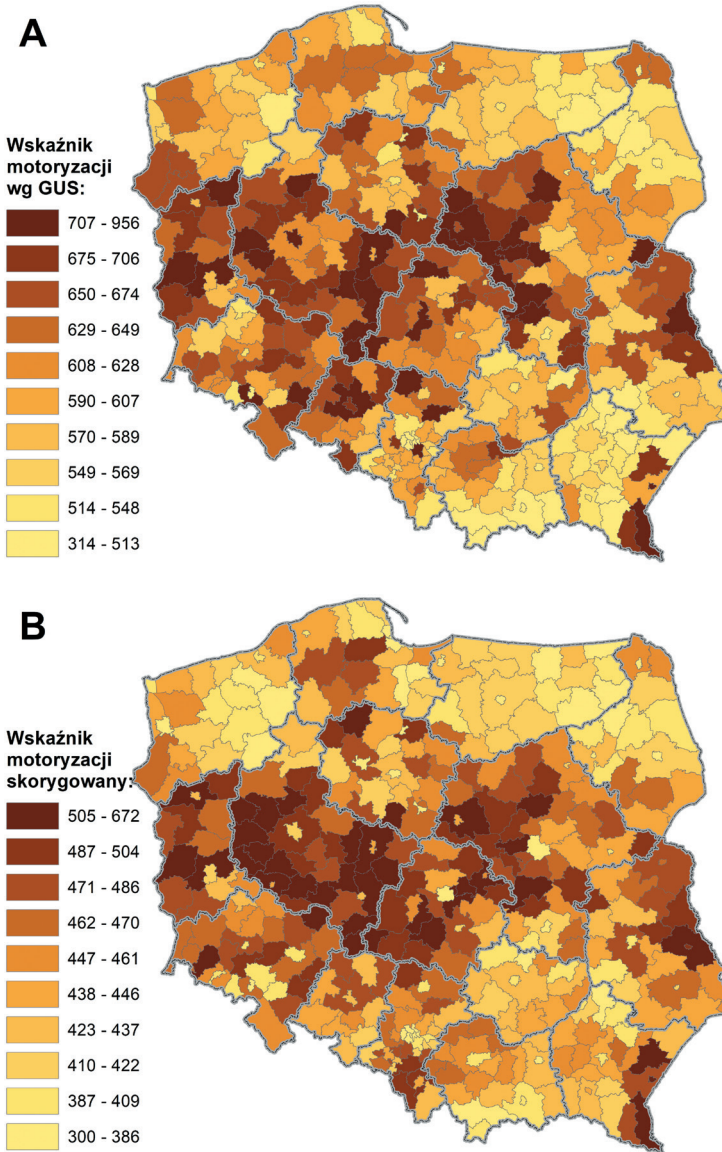 A
Wskaźnik
motoryzacji
wg GUS:
707 - 956
675 - 706
650 - 674
629 - 649
608 - 628
590 - 607
570 - 589
549 - 569
514 - 548
314 - 513
B
Wskaźnik
motoryzacji
skorygowany:
505 - 672
487 - 504
471 - 486
462 - 470
447 - 461
438 - 446
423 - 437
410 - 422
387 - 409
300 - 386